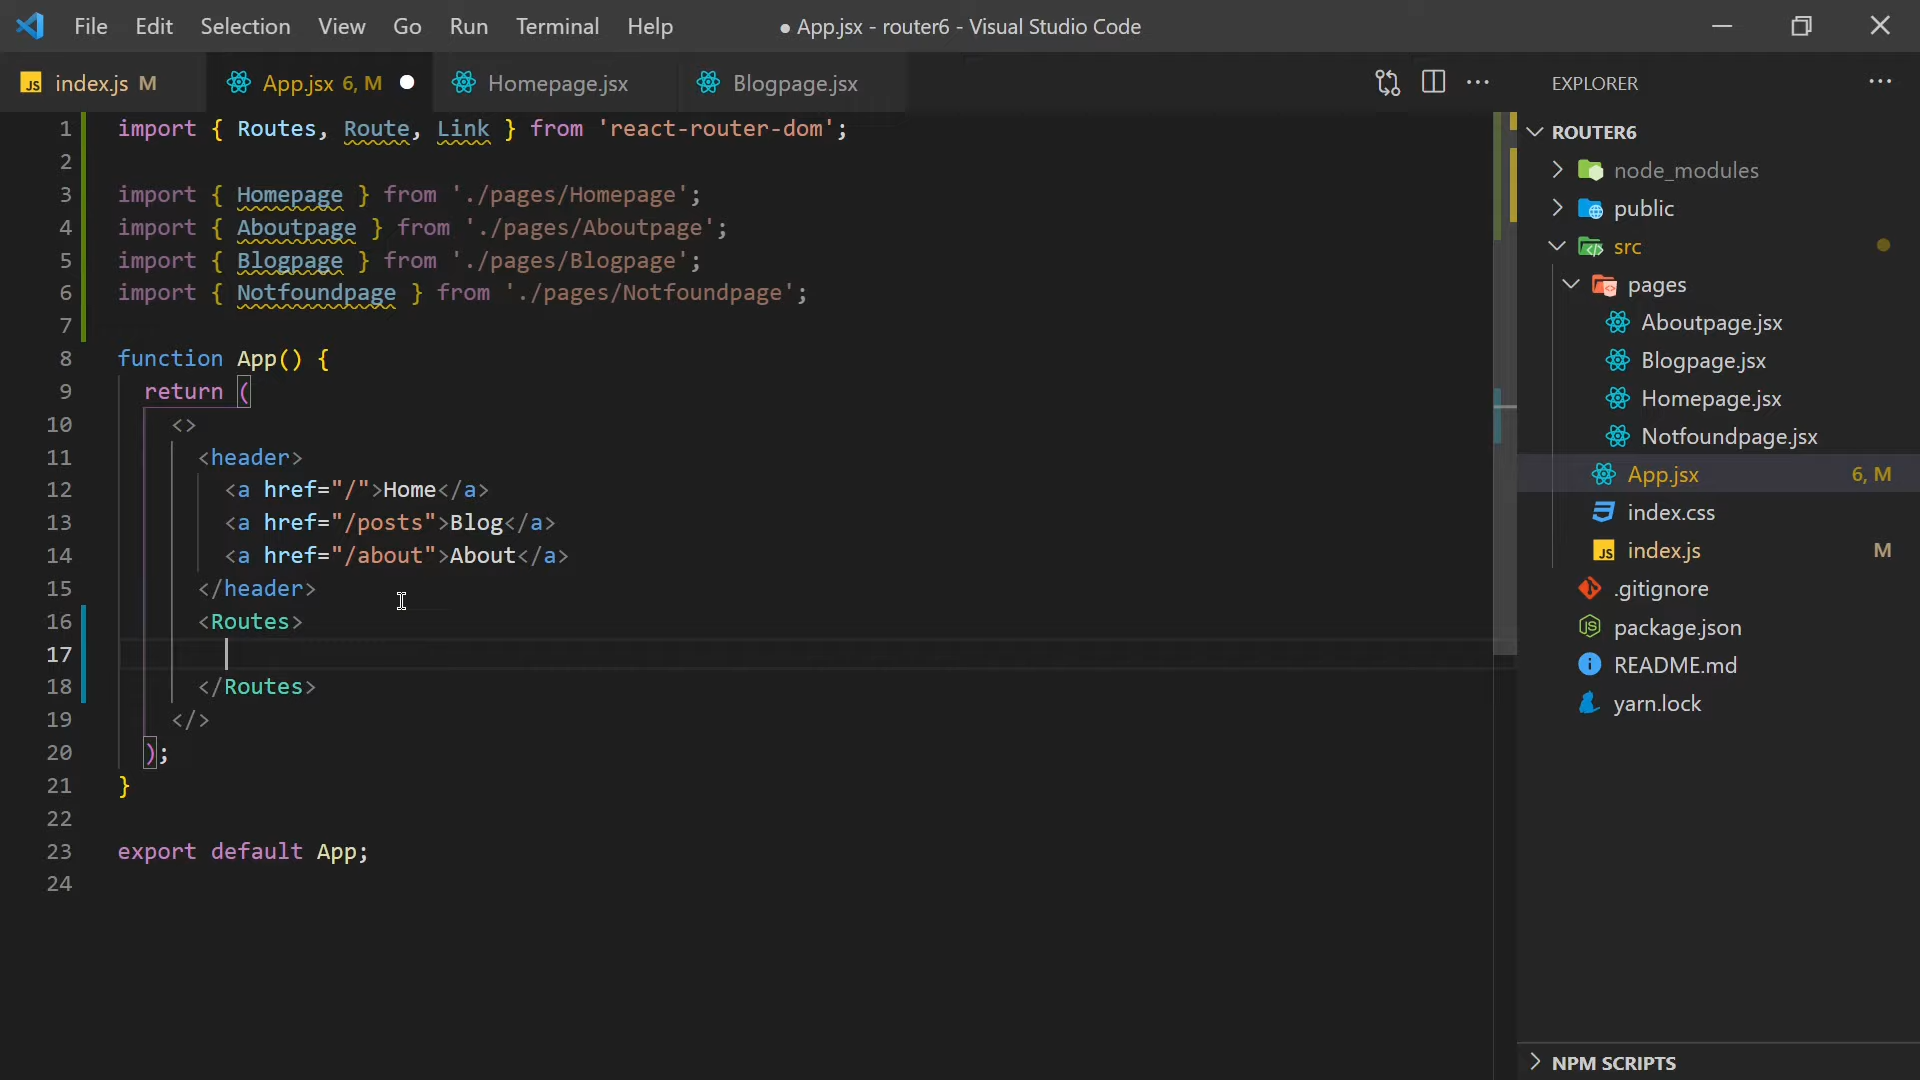 File Edit Selection View Go Run Terminal Help ● App.jsx - router6 - Visual Studio Code
JS index.js M App.jsx 6, M ● Homepage.jsx Blogpage.jsx
1 import { Routes, Route, Link } from 'react-router-dom';
2
3 import { Homepage } from './pages/Homepage';
4 import { Aboutpage } from './pages/Aboutpage';
5 import { Blogpage } from './pages/Blogpage';
6 import { Notfoundpage } from './pages/Notfoundpage';
7
8 function App() {
9 return (
10 <>
11 <header>
12 <a href="/">Home</a>
13 <a href="/posts">Blog</a>
14 <a href="/about">About</a>
15 </header>
16 <Routes>
17
18 </Routes>
19 </>
20 );
21 }
22
23 export default App;
24
EXPLORER
ROUTER6
node_modules
public
src
pages
Aboutpage.jsx
Blogpage.jsx
Homepage.jsx
Notfoundpage.jsx
App.jsx 6, M
index.css
JS index.js M
.gitignore
JS package.json
README.md
yarn.lock
NPM SCRIPTS